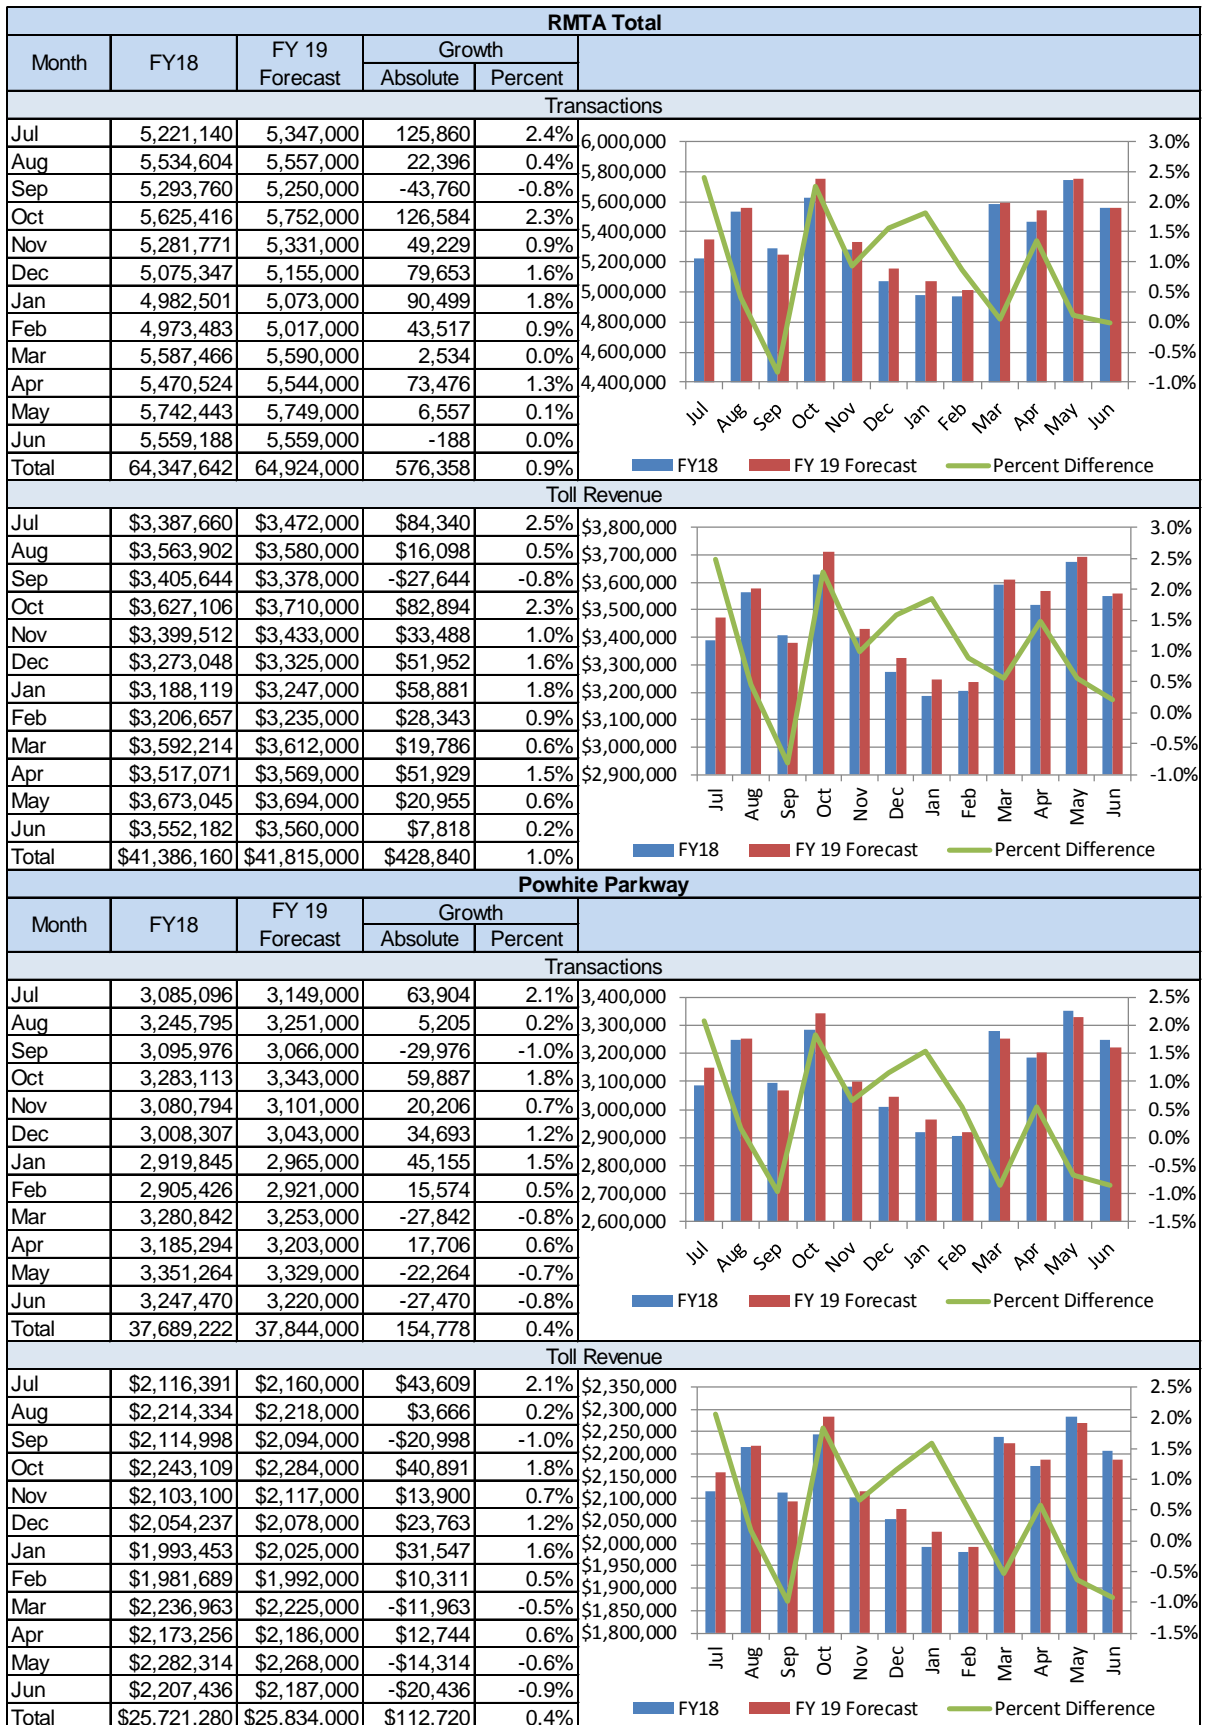 RMTA Total
Month FY18 FY 19 Forecast Growth
Absolute Percent
Transactions
Jul 5,221,140 5,347,000 125,860 2.4%
Aug 5,534,604 5,557,000 22,396 0.4%
Sep 5,293,760 5,250,000 -43,760 -0.8%
Oct 5,625,416 5,752,000 126,584 2.3%
Nov 5,281,771 5,331,000 49,229 0.9%
Dec 5,075,347 5,155,000 79,653 1.6%
Jan 4,982,501 5,073,000 90,499 1.8%
Feb 4,973,483 5,017,000 43,517 0.9%
Mar 5,587,466 5,590,000 2,534 0.0%
Apr 5,470,524 5,544,000 73,476 1.3%
May 5,742,443 5,749,000 6,557 0.1%
Jun 5,559,188 5,559,000 -188 0.0%
Total 64,347,642 64,924,000 576,358 0.9%
6,000,000 3.0%
5,800,000 2.5%
5,600,000 2.0%
5,400,000 1.5%
5,200,000 1.0%
5,000,000 0.5%
4,800,000 0.0%
4,600,000 -0.5%
4,400,000 -1.0%
Jul Aug Sep Oct Nov Dec Jan Feb Mar Apr May Jun
FY18 FY 19 Forecast Percent Difference
Toll Revenue
Jul $3,387,660 $3,472,000 $84,340 2.5%
Aug $3,563,902 $3,580,000 $16,098 0.5%
Sep $3,405,644 $3,378,000 -$27,644 -0.8%
Oct $3,627,106 $3,710,000 $82,894 2.3%
Nov $3,399,512 $3,433,000 $33,488 1.0%
Dec $3,273,048 $3,325,000 $51,952 1.6%
Jan $3,188,119 $3,247,000 $58,881 1.8%
Feb $3,206,657 $3,235,000 $28,343 0.9%
Mar $3,592,214 $3,612,000 $19,786 0.6%
Apr $3,517,071 $3,569,000 $51,929 1.5%
May $3,673,045 $3,694,000 $20,955 0.6%
Jun $3,552,182 $3,560,000 $7,818 0.2%
Total $41,386,160 $41,815,000 $428,840 1.0%
$3,800,000 3.0%
$3,700,000 2.5%
$3,600,000 2.0%
$3,500,000 1.5%
$3,400,000 1.0%
$3,300,000 0.5%
$3,200,000 0.0%
$3,100,000 -0.5%
$3,000,000 -1.0%
$2,900,000
Jul Aug Sep Oct Nov Dec Jan Feb Mar Apr May Jun
FY18 FY 19 Forecast Percent Difference
Powhite Parkway
Month FY18 FY 19 Forecast Growth
Absolute Percent
Transactions
Jul 3,085,096 3,149,000 63,904 2.1%
Aug 3,245,795 3,251,000 5,205 0.2%
Sep 3,095,976 3,066,000 -29,976 -1.0%
Oct 3,283,113 3,343,000 59,887 1.8%
Nov 3,080,794 3,101,000 20,206 0.7%
Dec 3,008,307 3,043,000 34,693 1.2%
Jan 2,919,845 2,965,000 45,155 1.5%
Feb 2,905,426 2,921,000 15,574 0.5%
Mar 3,280,842 3,253,000 -27,842 -0.8%
Apr 3,185,294 3,203,000 17,706 0.6%
May 3,351,264 3,329,000 -22,264 -0.7%
Jun 3,247,470 3,220,000 -27,470 -0.8%
Total 37,689,222 37,844,000 154,778 0.4%
3,400,000 2.5%
3,300,000 2.0%
3,200,000 1.5%
3,100,000 1.0%
3,000,000 0.5%
2,900,000 0.0%
2,800,000 -0.5%
2,700,000 -1.0%
2,600,000 -1.5%
Jul Aug Sep Oct Nov Dec Jan Feb Mar Apr May Jun
FY18 FY 19 Forecast Percent Difference
Toll Revenue
Jul $2,116,391 $2,160,000 $43,609 2.1%
Aug $2,214,334 $2,218,000 $3,666 0.2%
Sep $2,114,998 $2,094,000 -$20,998 -1.0%
Oct $2,243,109 $2,284,000 $40,891 1.8%
Nov $2,103,100 $2,117,000 $13,900 0.7%
Dec $2,054,237 $2,078,000 $23,763 1.2%
Jan $1,993,453 $2,025,000 $31,547 1.6%
Feb $1,981,689 $1,992,000 $10,311 0.5%
Mar $2,236,963 $2,225,000 -$11,963 -0.5%
Apr $2,173,256 $2,186,000 $12,744 0.6%
May $2,282,314 $2,268,000 -$14,314 -0.6%
Jun $2,207,436 $2,187,000 -$20,436 -0.9%
Total $25,721,280 $25,834,000 $112,720 0.4%
$2,350,000 2.5%
$2,300,000 2.0%
$2,250,000 1.5%
$2,200,000 1.0%
$2,150,000 0.5%
$2,100,000 0.0%
$2,050,000 -0.5%
$2,000,000 -1.0%
$1,950,000 -1.5%
$1,900,000
$1,850,000
$1,800,000
Jul Aug Sep Oct Nov Dec Jan Feb Mar Apr May Jun
FY18 FY 19 Forecast Percent Difference